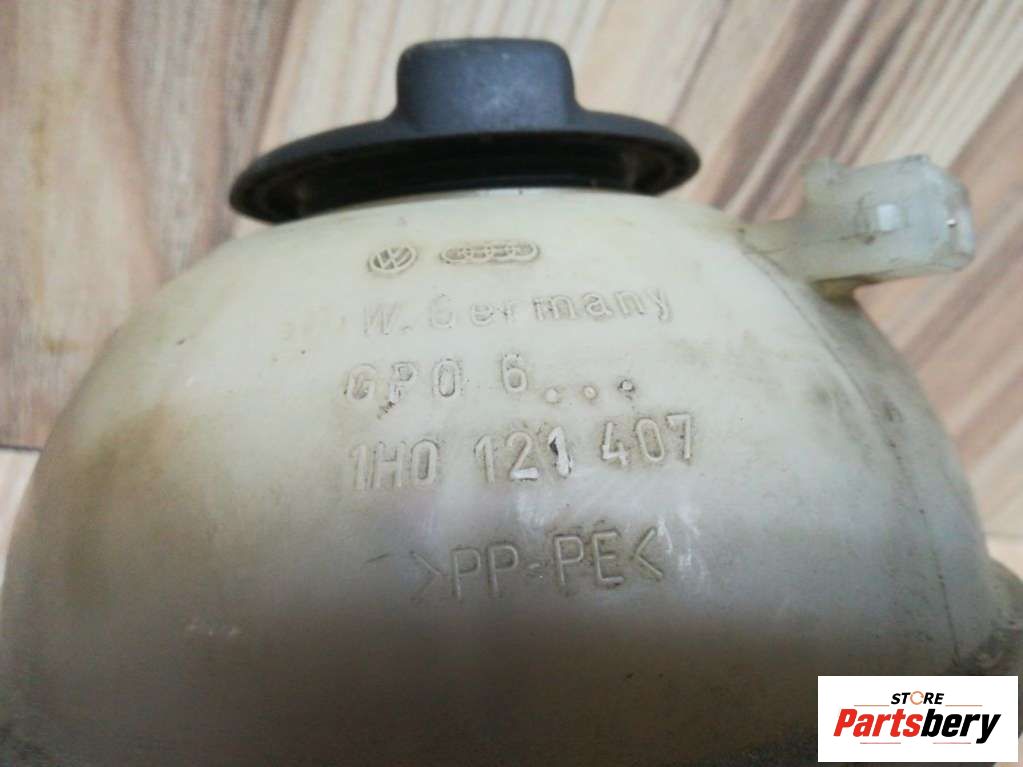 W. Germany
GPO 6...
1H0 121 407
>PP-PE<
STORE
Partsbery